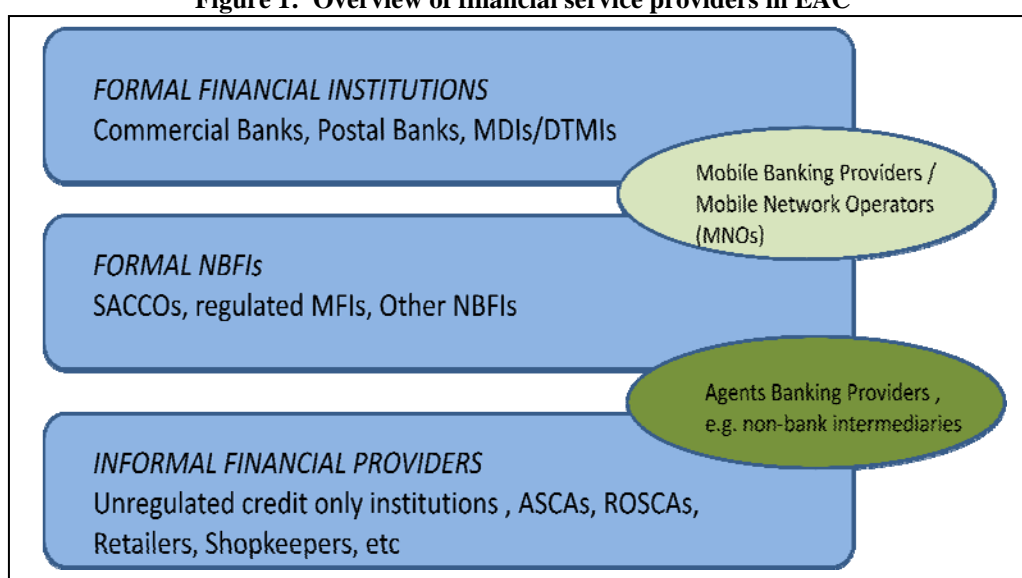 Figure 1: Overview of financial service providers in EAC
FORMAL FINANCIAL INSTITUTIONS
Commercial Banks, Postal Banks, MDIs/DTMIs
Mobile Banking Providers /
Mobile Network Operators
(MNOs)
FORMAL NBFIs
SACCOs, regulated MFIs, Other NBFIs
Agents Banking Providers ,
e.g. non-bank intermediaries
INFORMAL FINANCIAL PROVIDERS
Unregulated credit only institutions , ASCAs, ROSCAs,
Retailers, Shopkeepers, etc